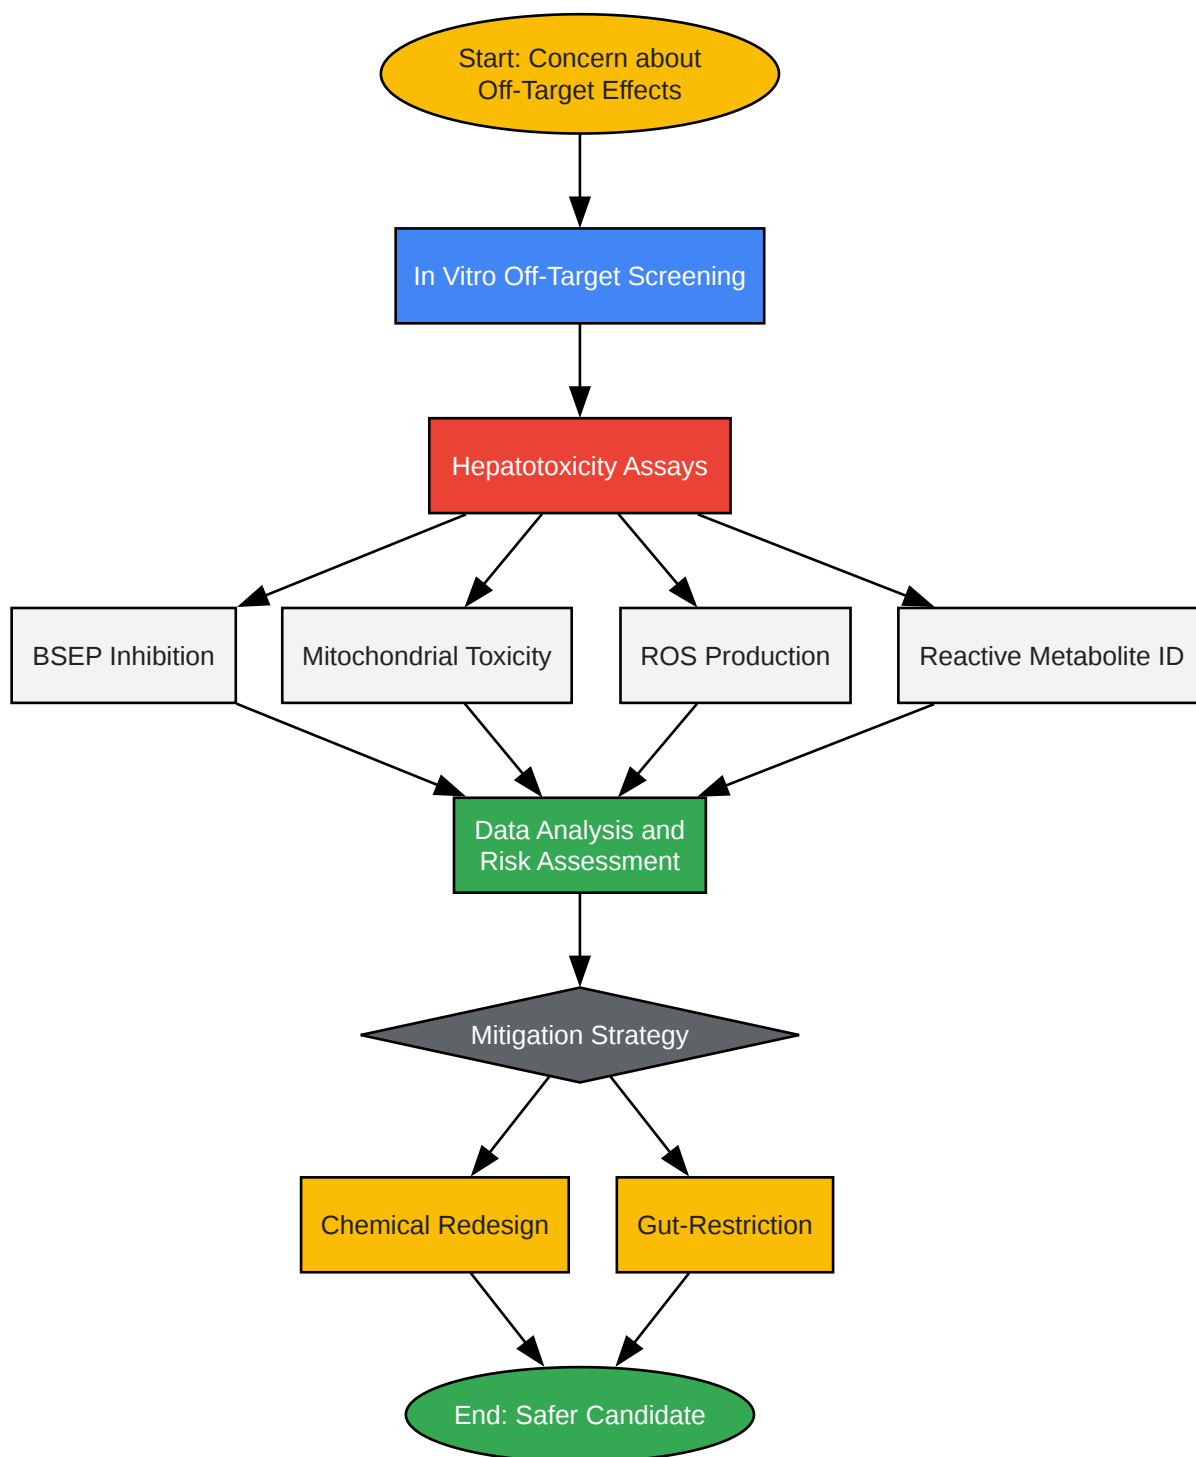 Start: Concern about
Off-Target Effects
In Vitro Off-Target Screening
Hepatotoxicity Assays
BSEP Inhibition
Mitochondrial Toxicity
ROS Production
Reactive Metabolite ID
Data Analysis and
Risk Assessment
Mitigation Strategy
Chemical Redesign
Gut-Restriction
End: Safer Candidate